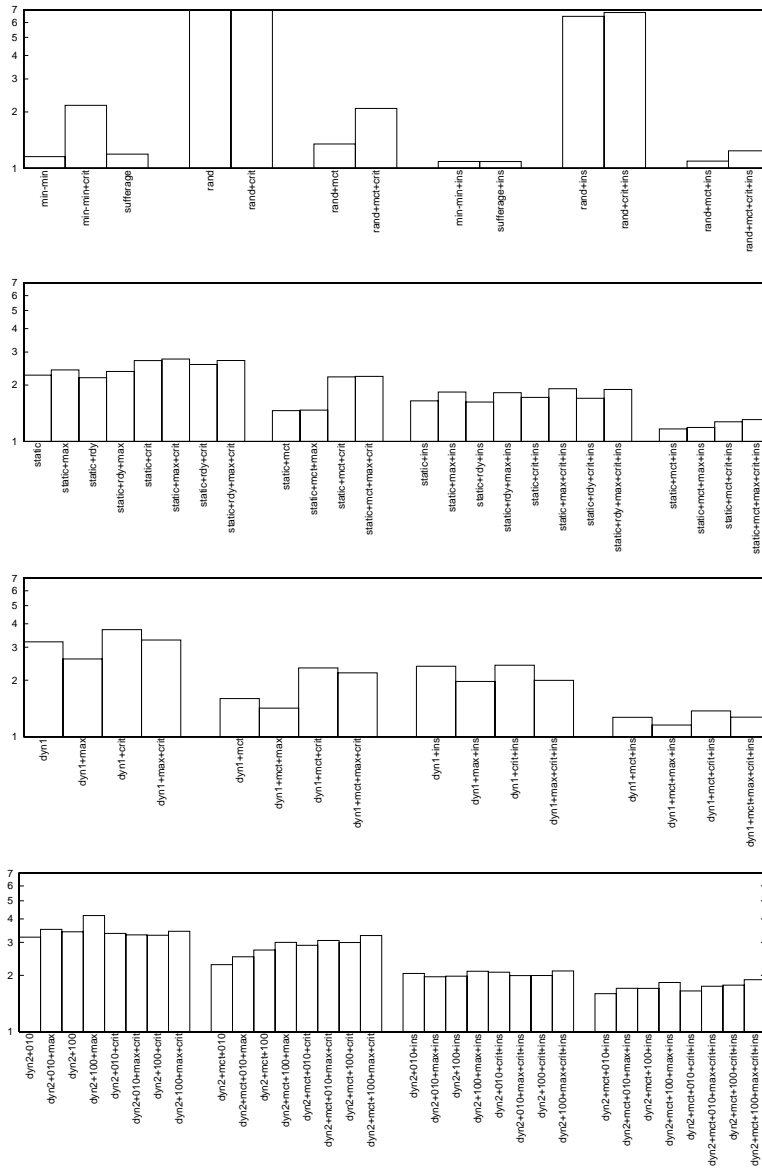 7
6
5
4
3
2
1
min-min
min-min+crit
sufferage
rand
rand+crit
rand+mct
rand+mct+crit
min-min+ins
sufferage+ins
rand+ins
rand+crit+ins
rand+mct+ins
rand+mct+crit+ins
7
6
5
4
3
2
1
static
static+max
static+rdy
static+rdy+max
static+crit
static+max+crit
static+rdy+crit
static+rdy+max+crit
static+mct
static+mct+max
static+mct+crit
static+mct+max+crit
static+ins
static+max+ins
static+rdy+ins
static+rdy+max+ins
static+crit+ins
static+max+crit+ins
static+rdy+crit+ins
static+rdy+max+crit+ins
static+mct+ins
static+mct+max+ins
static+mct+crit+ins
static+mct+max+crit+ins
7
6
5
4
3
2
1
dyn1
dyn1+max
dyn1+crit
dyn1+max+crit
dyn1+mct
dyn1+mct+max
dyn1+mct+crit
dyn1+mct+max+crit
dyn1+ins
dyn1+max+ins
dyn1+crit+ins
dyn1+max+crit+ins
dyn1+mct+ins
dyn1+mct+max+ins
dyn1+mct+crit+ins
dyn1+mct+max+crit+ins
7
6
5
4
3
2
1
dyn2+010
dyn2+010+max
dyn2+100
dyn2+100+max
dyn2+010+crit
dyn2+010+max+crit
dyn2+100+crit
dyn2+100+max+crit
dyn2+mct+010
dyn2+mct+010+max
dyn2+mct+100
dyn2+mct+100+max
dyn2+mct+010+crit
dyn2+mct+010+max+crit
dyn2+mct+100+crit
dyn2+mct+100+max+crit
dyn2+010+ins
dyn2+010+max+ins
dyn2+100+ins
dyn2+100+max+ins
dyn2+010+crit+ins
dyn2+010+max+crit+ins
dyn2+100+crit+ins
dyn2+100+max+crit+ins
dyn2+mct+010+ins
dyn2+mct+010+max+ins
dyn2+mct+100+ins
dyn2+mct+100+max+ins
dyn2+mct+010+crit+ins
dyn2+mct+010+max+crit+ins
dyn2+mct+100+crit+ins
dyn2+mct+100+max+crit+ins